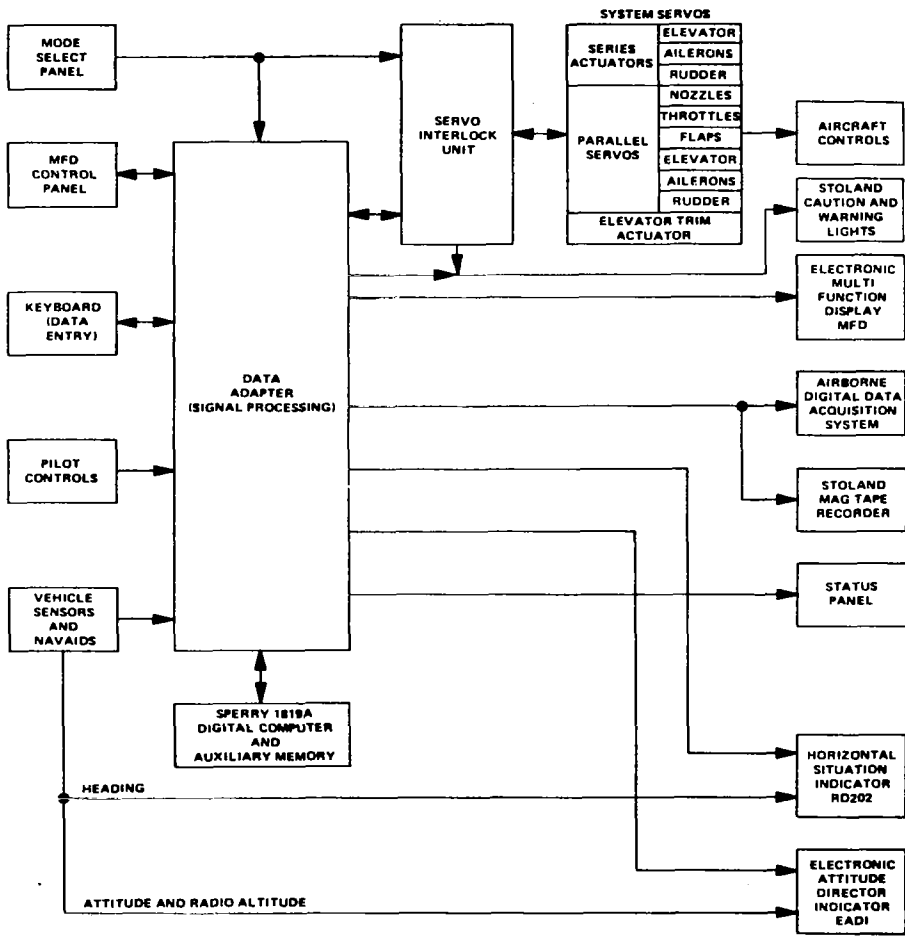 SYSTEM SERVOS
MODE
SELECT
PANEL
SERVO
INTERLOCK
UNIT
SERIES
ACTUATORS
ELEVATOR
AILERONS
RUDDER
PARALLEL
SERVOS
NOZZLES
THROTTLES
FLAPS
ELEVATOR
AILERONS
RUDDER
ELEVATOR TRIM
ACTUATOR
AIRCRAFT
CONTROLS
MFD
CONTROL
PANEL
STOLAND
CAUTION AND
WARNING
LIGHTS
ELECTRONIC
MULTI
FUNCTION
DISPLAY
MFD
KEYBOARD
(DATA
ENTRY)
DATA
ADAPTER
(SIGNAL PROCESSING)
AIRBORNE
DIGITAL DATA
ACQUISITION
SYSTEM
PILOT
CONTROLS
STOLAND
MAG TAPE
RECORDER
VEHICLE
SENSORS
AND
NAVAIDS
STATUS
PANEL
SPERRY 1819A
DIGITAL COMPUTER
AND
AUXILIARY MEMORY
HORIZONTAL
SITUATION
INDICATOR
RD202
HEADING
ELECTRONIC
ATTITUDE
DIRECTOR
INDICATOR
EADI
ATTITUDE AND RADIO ALTITUDE